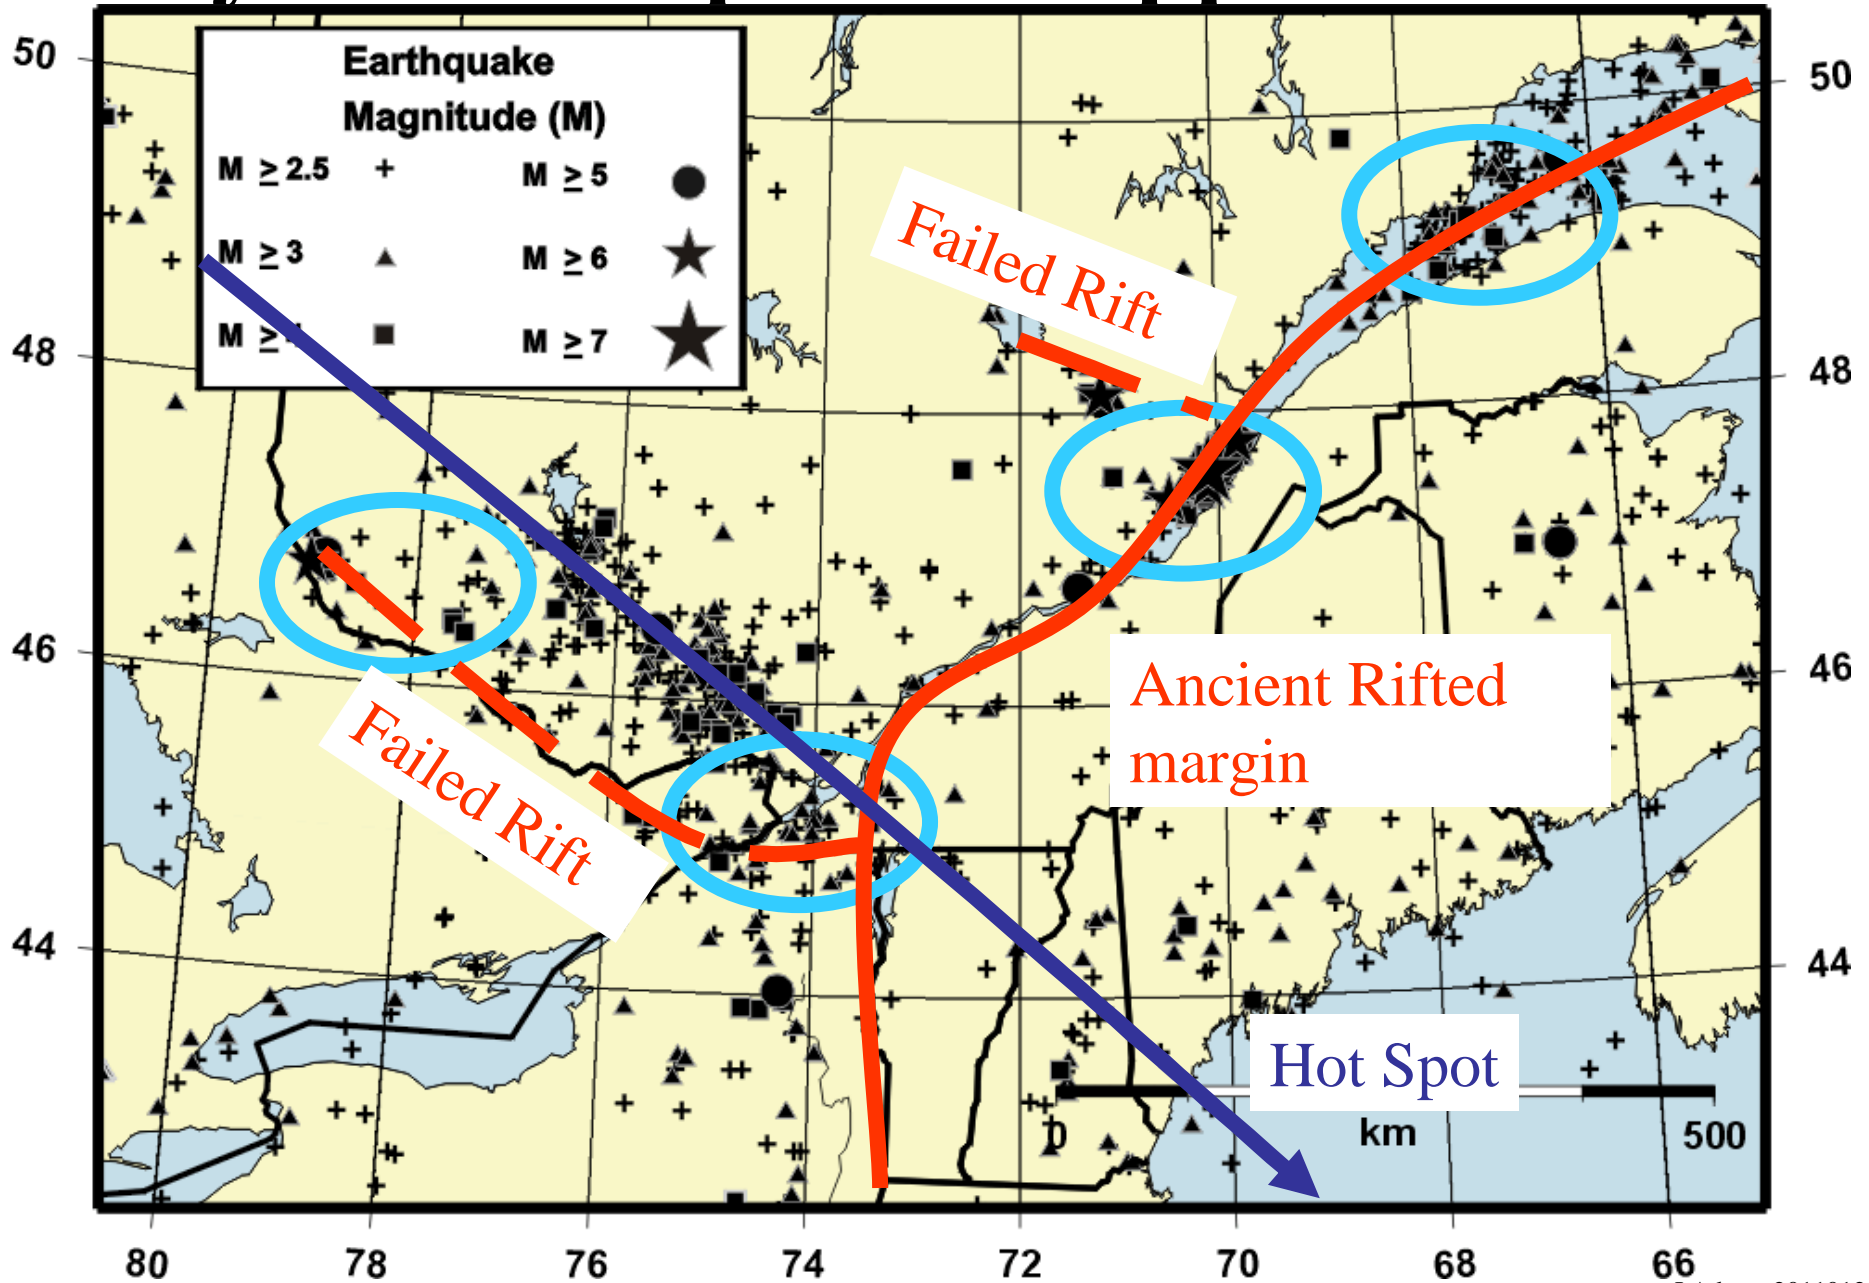 50
50
Earthquake
Magnitude (M)
M ≥ 2.5
M ≥ 5
M ≥ 3
M ≥ 6
M ≥
M ≥ 7
Failed Rift
48
48
Ancient Rifted
margin
46
46
Failed Rift
44
44
Hot Spot
0
km
500
80
78
76
74
72
70
68
66